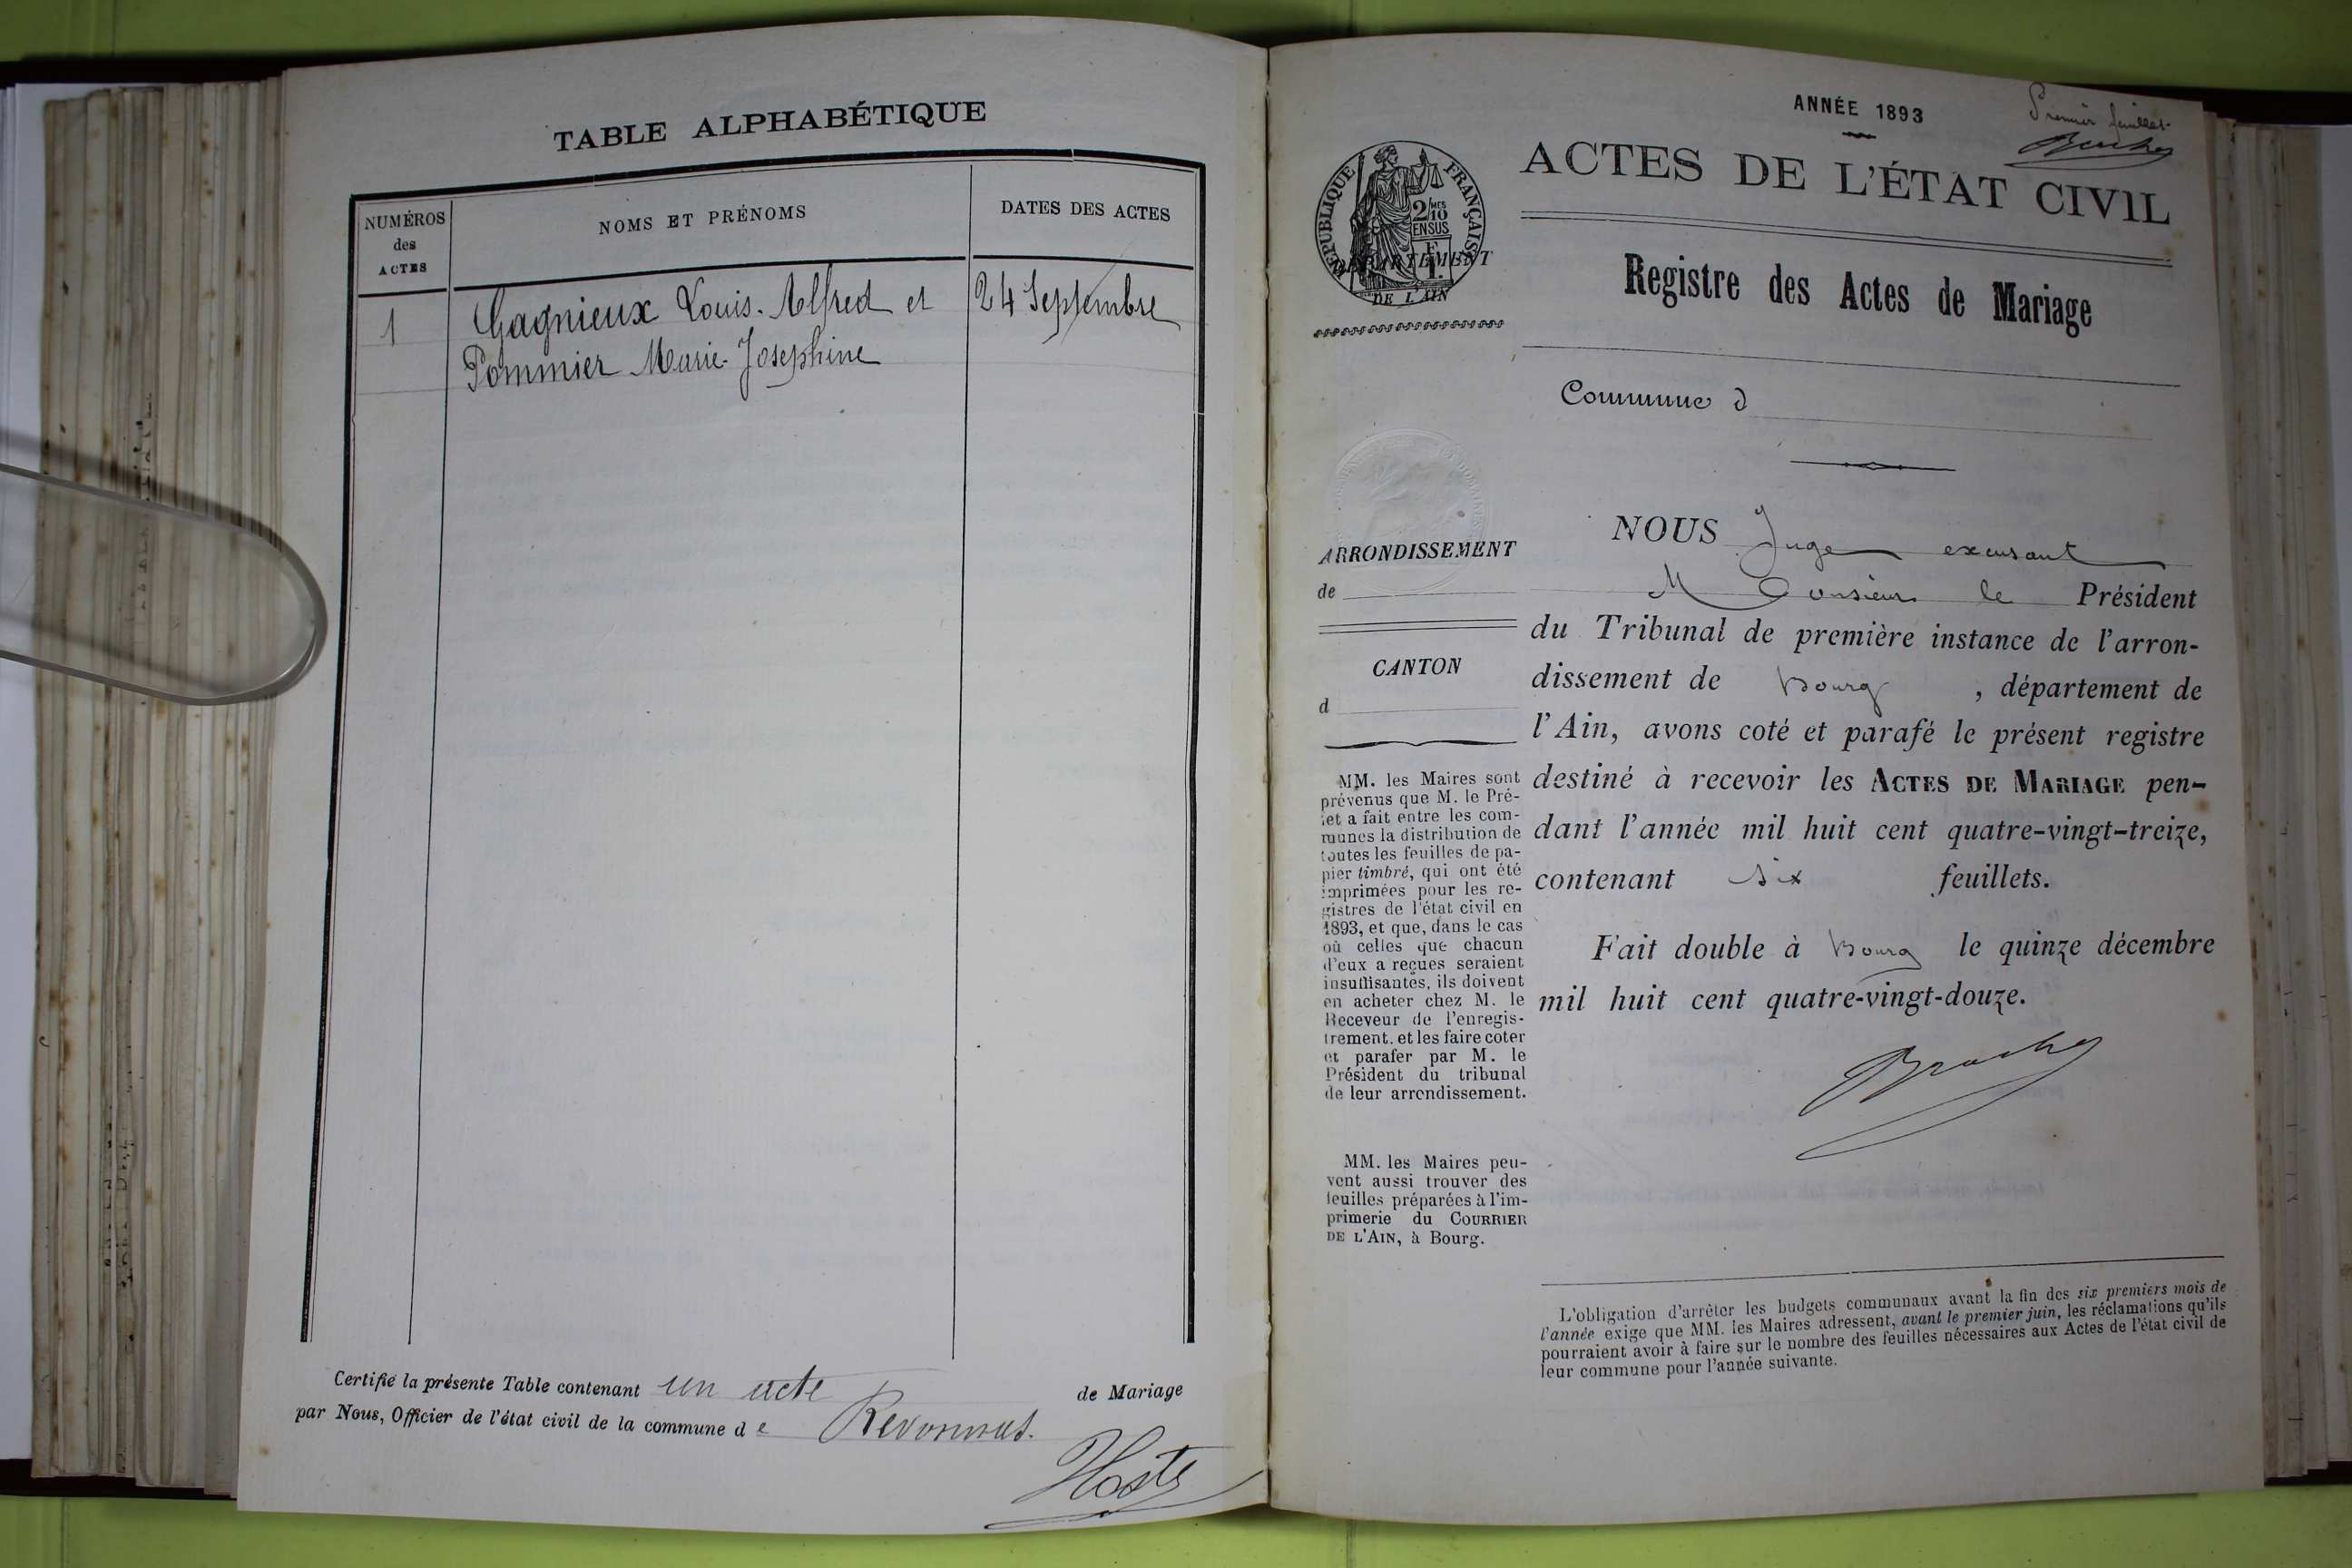 TABLE ALPHABÉTIQUE
NUMÉROS
des
ACTES
NOMS ET PRÉNOMS
DATES DES ACTES
1
Gagnieux Louis-Alfred et
24 Septembre
Pommier Marie-Josephine
Certifié la présente Table contenant un acte de Mariage
par Nous, Officier de l'état civil de la commune de Revonnas.
Hoste
ANNÉE 1893
Premier feuillet.
ACTES DE L'ÉTAT CIVIL
RÉPUBLIQUE FRANÇAISE
2/10 MES
EN SUS
DÉPARTEMENT
DE L'AIN
Registre des Actes de Mariage
Commune d
ARRONDISSEMENT
de
CANTON
d
MM. les Maires sont
prévenus que M. le Pré-
fet a fait entre les com-
munes la distribution de
toutes les feuilles de pa-
pier timbré, qui ont été
imprimées pour les re-
gistres de l'état civil en
1893, et que, dans le cas
où celles que chacun
d'eux a reçues seraient
insuffisantes, ils doivent
en acheter chez M. le
Receveur de l'enregis-
trement. et les faire coter
et parafer par M. le
Président du tribunal
de leur arrondissement.
MM. les Maires peu-
vent aussi trouver des
feuilles préparées à l'im-
primerie du COURRIER
DE L'AIN, à Bourg.
NOUS Juge excusant
Monsieur le Président
du Tribunal de première instance de l'arron-
dissement de Bourg , département de
l'Ain, avons coté et parafé le présent registre
destiné à recevoir les ACTES DE MARIAGE pen-
dant l'année mil huit cent quatre-vingt-treize,
contenant six feuillets.
Fait double à Bourg le quinze décembre
mil huit cent quatre-vingt-douze.
L'obligation d'arrêter les budgets communaux avant la fin des six premiers mois de
l'année exige que MM. les Maires adressent, avant le premier juin, les réclamations qu'ils
pourraient avoir à faire sur le nombre des feuilles nécessaires aux Actes de l'état civil de
leur commune pour l'année suivante.